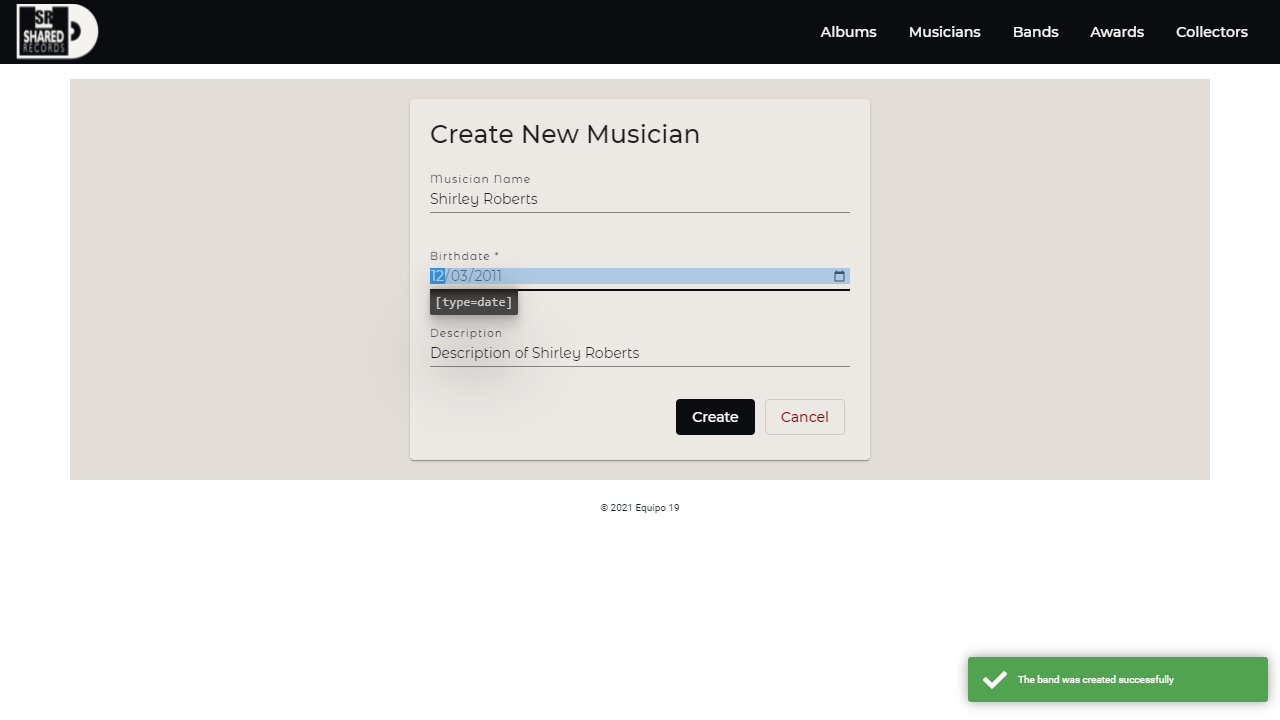 SR
SHARED
RECORDS
Albums
Musicians
Bands
Awards
Collectors
Create New Musician
Musician Name
Shirley Roberts
Birthdate *
12/03/2011
[type=date]
Description
Description of Shirley Roberts
Create
Cancel
© 2021 Equipo 19
The band was created successfully